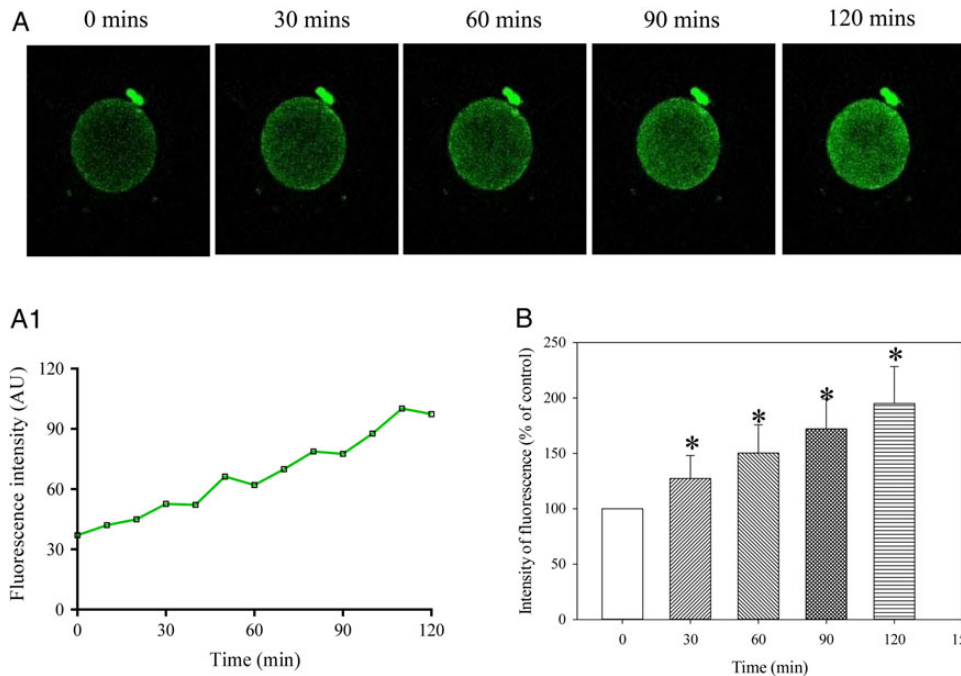 A
0 mins 30 mins 60 mins 90 mins 120 mins
A1
Fluorescence intensity (AU)
120
90
60
30
0
0 30 60 90 120
Time (min)
B
Intensity of fluorescence (% of control)
250
200
150
100
50
0
* * * *
0 30 60 90 120 15
Time (min)